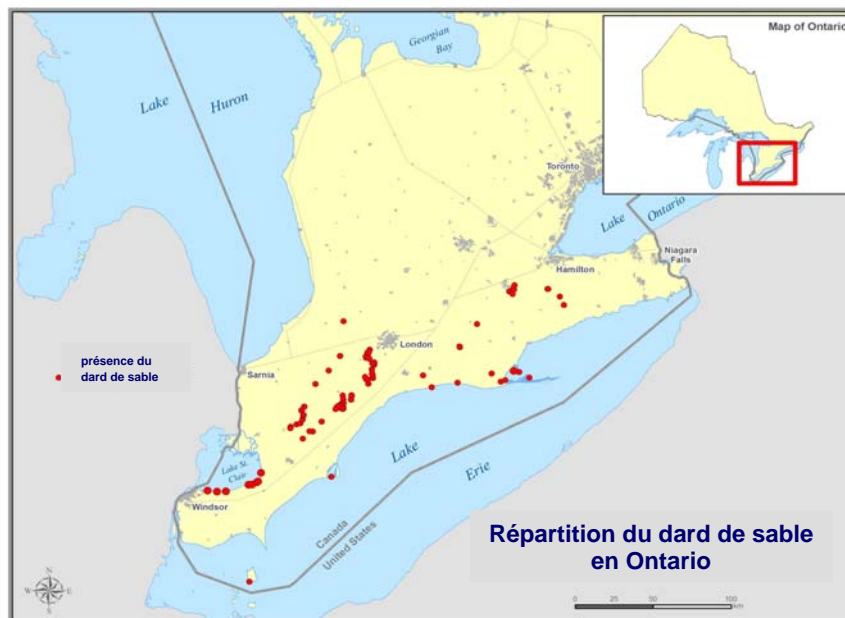 Georgian
Bay
Map of Ontario
Lake
Huron
Toronto
Lake
Ontario
Niagara
Falls
Hamilton
London
Sarnia
présence du
dard de sable
Lake St.
Clair
Windsor
Lake
Erie
Canada
United States
Répartition du dard de sable
en Ontario
N
W
E
S
0
25
50
100
km